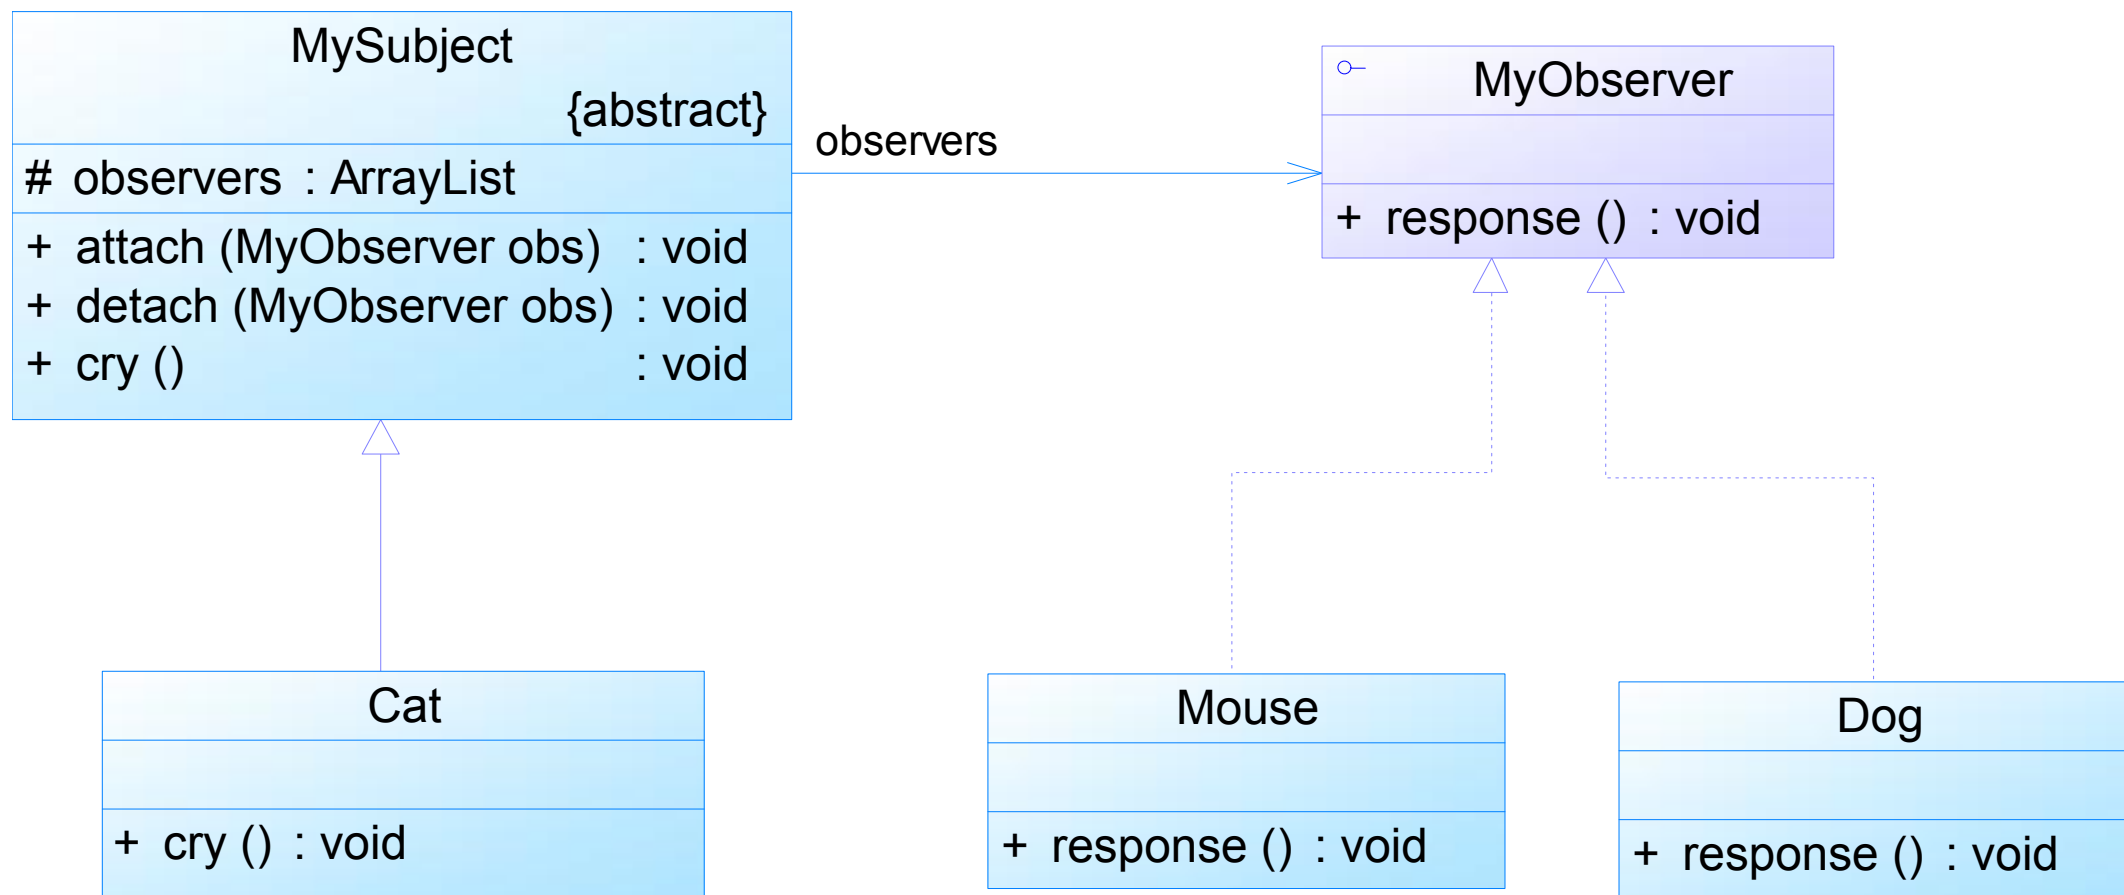 MySubject
{abstract}
# observers : ArrayList
+ attach (MyObserver obs) : void
+ detach (MyObserver obs) : void
+ cry () : void
observers
MyObserver
+ response () : void
Cat
+ cry () : void
Mouse
+ response () : void
Dog
+ response () : void